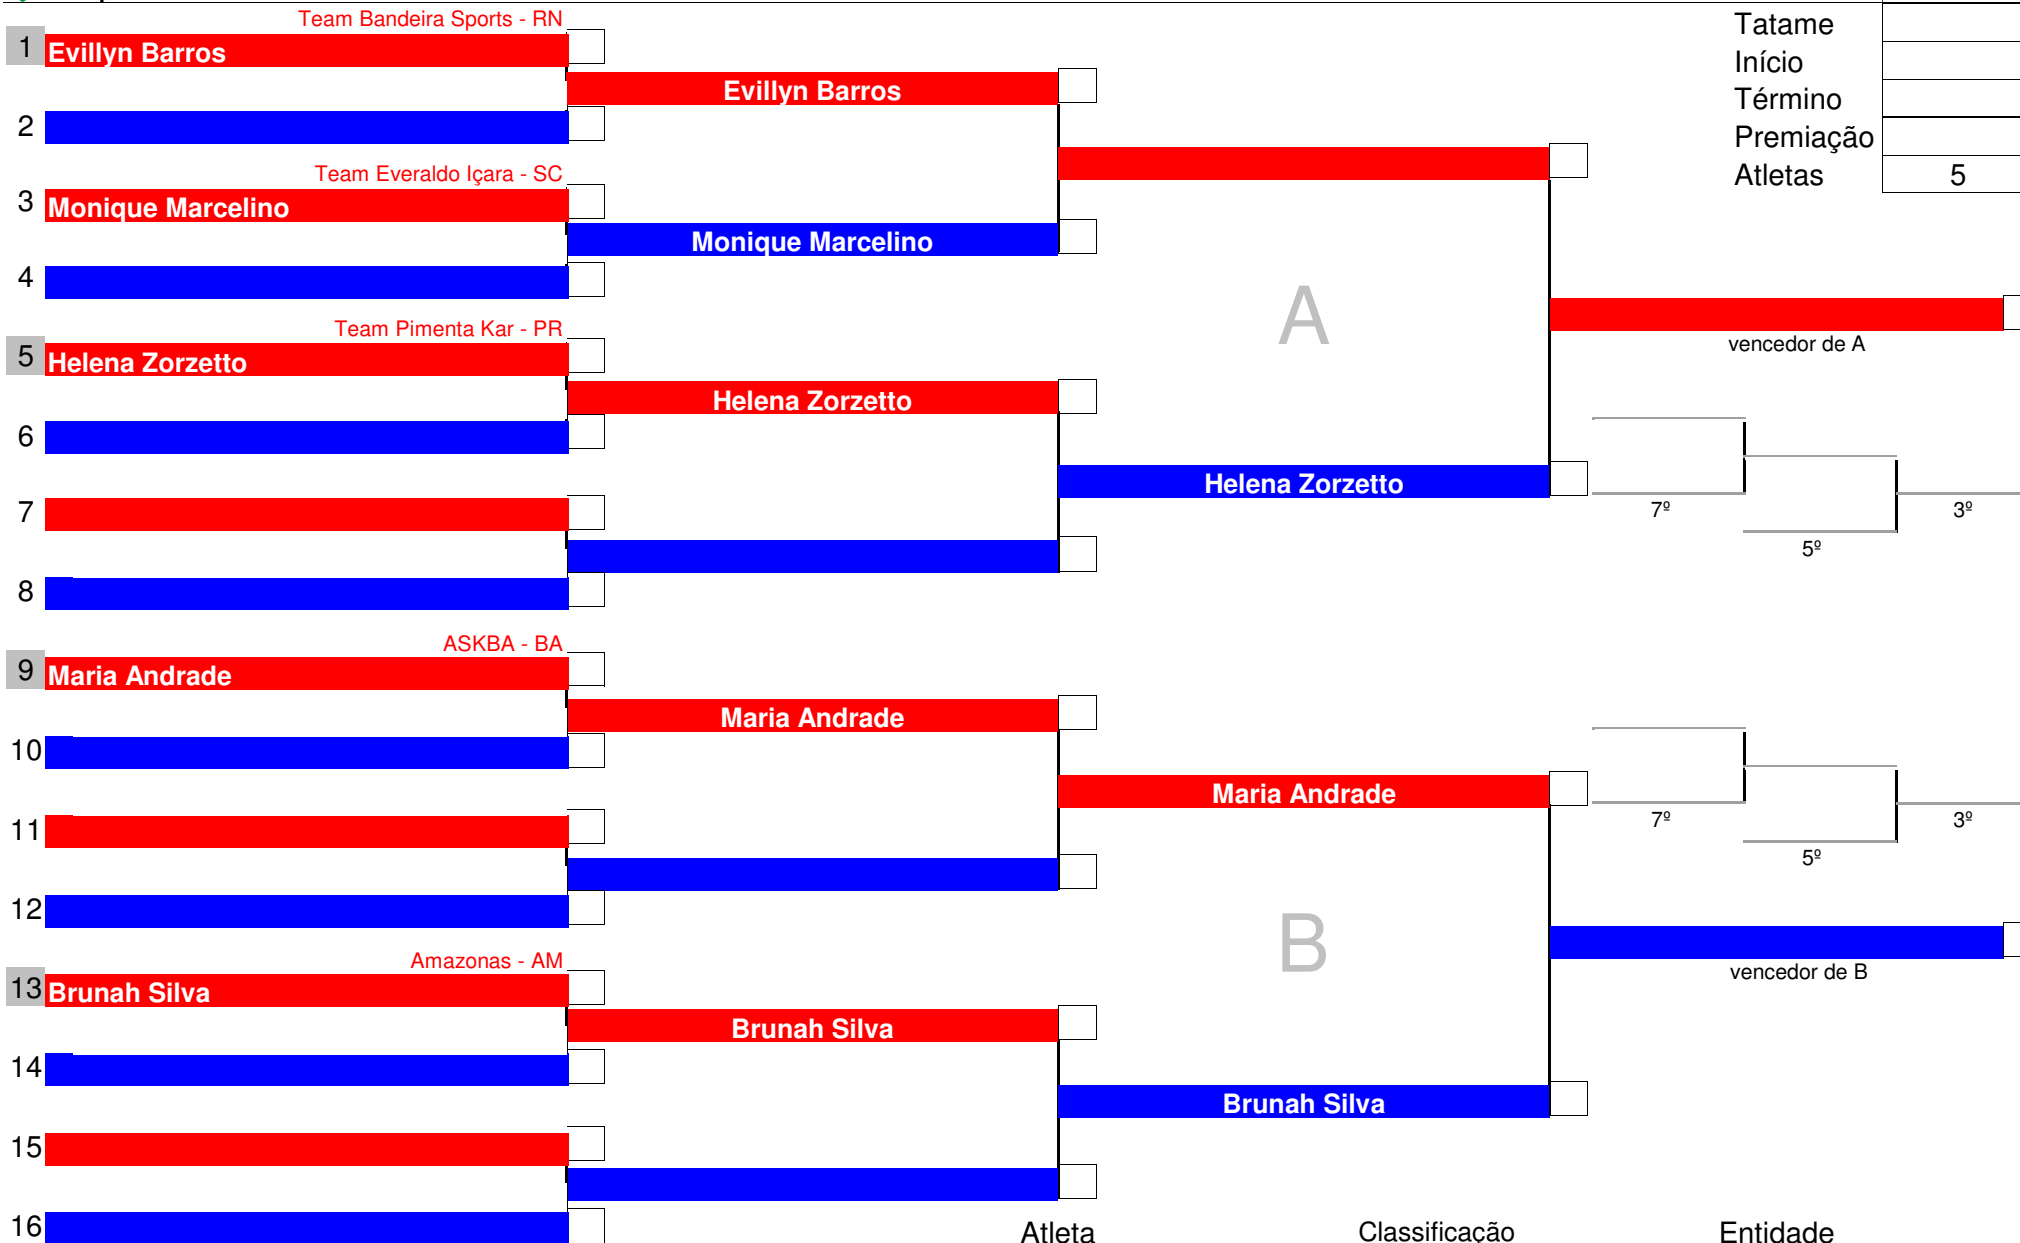 Team Bandeira Sports - RN
1 Evillyn Barros
Evillyn Barros
2
Team Everaldo Içara - SC
3 Monique Marcelino
Monique Marcelino
4
Team Pimenta Kar - PR
5 Helena Zorzetto
Helena Zorzetto
6
7
8
Helena Zorzetto
A
ASKBA - BA
9 Maria Andrade
Maria Andrade
10
11
12
Maria Andrade
B
Amazonas - AM
13 Brunah Silva
Brunah Silva
14
15
16
Brunah Silva
Tatame
Início
Término
Premiação
Atletas 5
vencedor de A
7º
5º
3º
7º
5º
3º
vencedor de B
Atleta Classificação Entidade